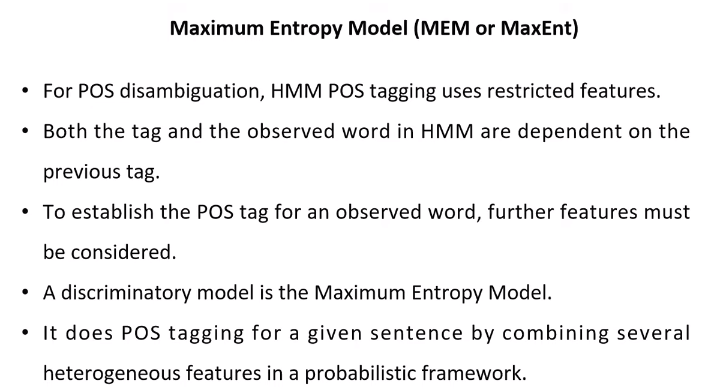 Maximum Entropy Model (MEM or MaxEnt)
• For POS disambiguation, HMM POS tagging uses restricted features.
• Both the tag and the observed word in HMM are dependent on the
previous tag.
• To establish the POS tag for an observed word, further features must
be considered.
• A discriminatory model is the Maximum Entropy Model.
• It does POS tagging for a given sentence by combining several
heterogeneous features in a probabilistic framework.